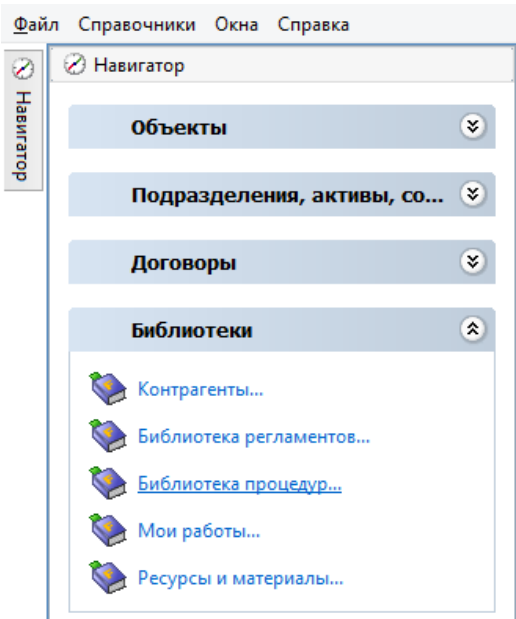 Файл Справочники Окна Справка
Навигатор
Навигатор
Объекты
Подразделения, активы, со...
Договоры
Библиотеки
Контрагенты...
Библиотека регламентов...
Библиотека процедур...
Мои работы...
Ресурсы и материалы...